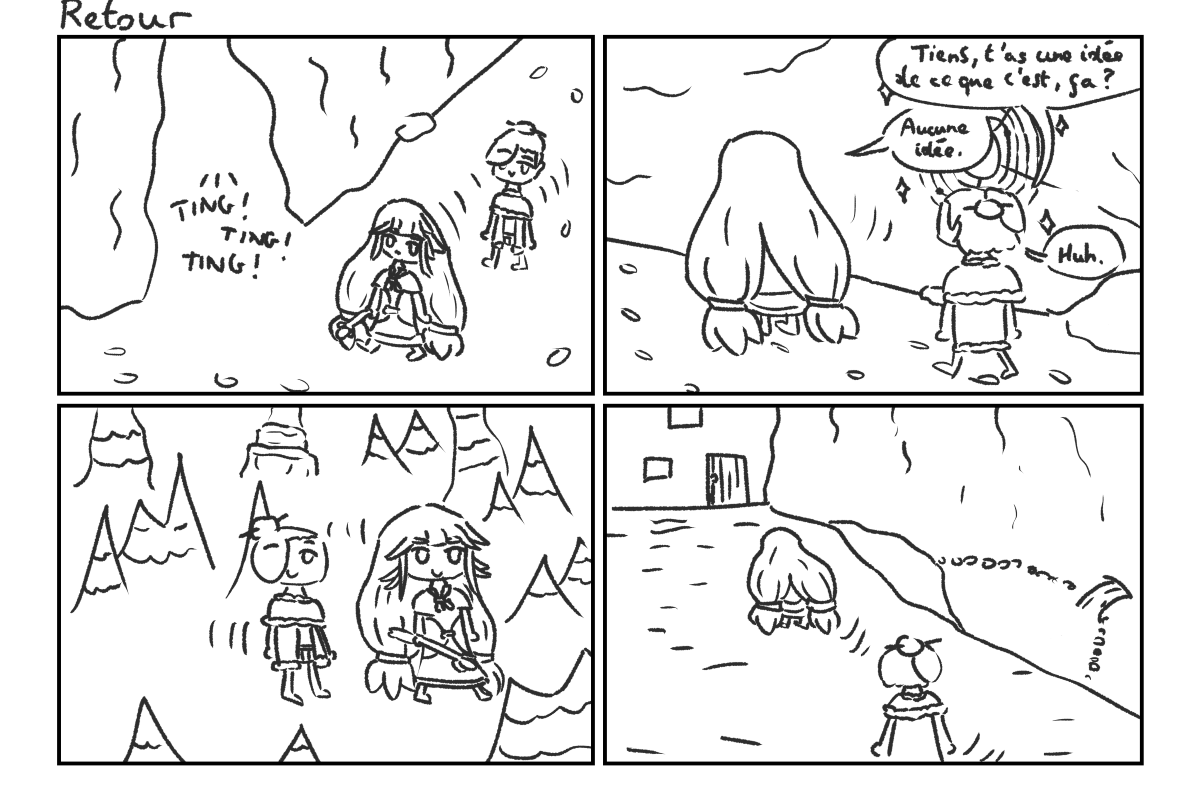 Retour
TING!
TING!
TING!
Tiens, t'as une idée
de ce que c'est, ça?
Aucune
idée.
Huh.